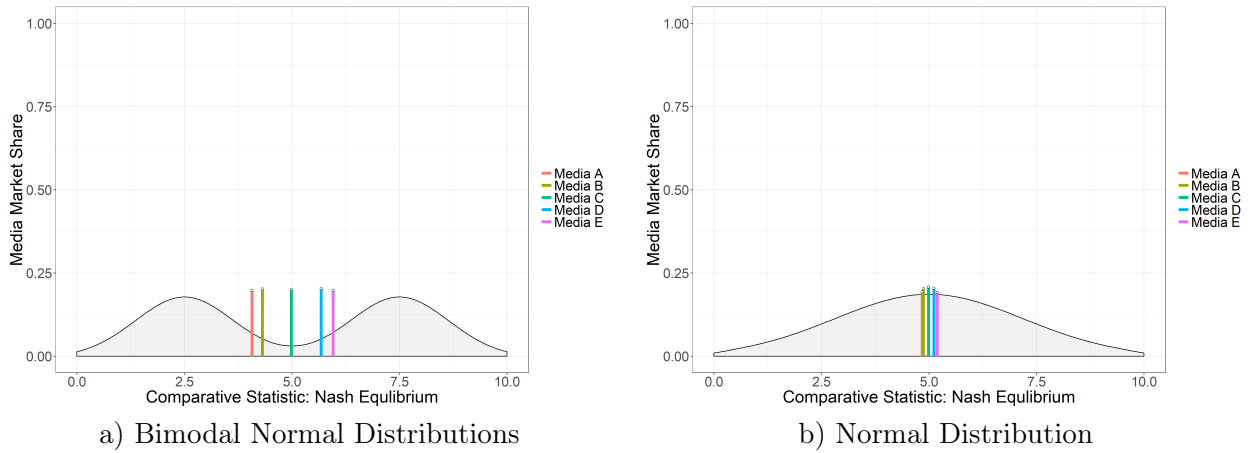 1.00
0.75
0.50
0.25
0.00
Media Market Share
0.0 2.5 5.0 7.5 10.0
Comparative Statistic: Nash Equlibrium
Media A
Media B
Media C
Media D
Media E
a) Bimodal Normal Distributions
1.00
0.75
0.50
0.25
0.00
Media Market Share
0.0 2.5 5.0 7.5 10.0
Comparative Statistic: Nash Equlibrium
Media A
Media B
Media C
Media D
Media E
b) Normal Distribution